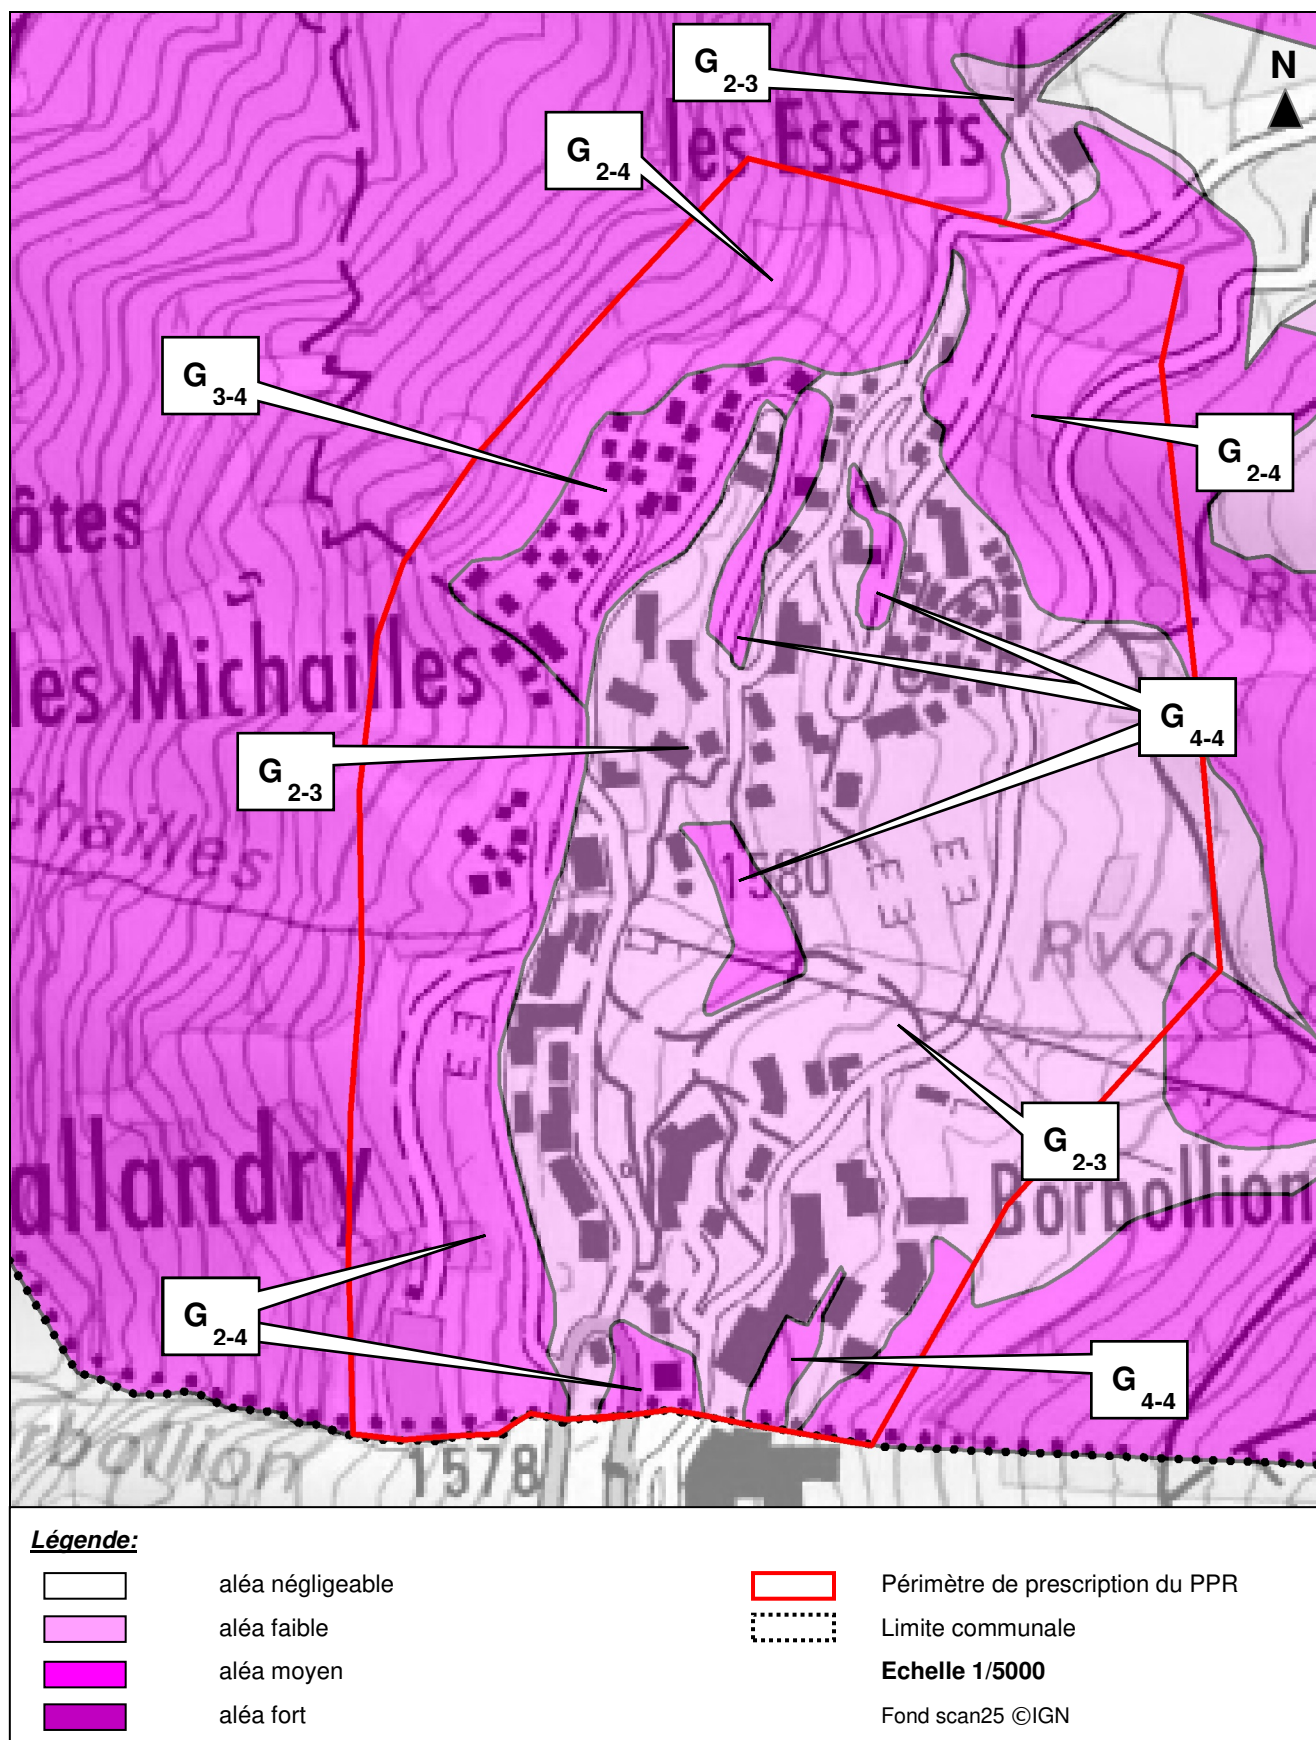 G 2-3
N
les Esserts
G 2-4
G 3-4
G 2-4
ôtes
R
les Michailles
G 4-4
G 2-3
chailles
1580
Rvoir
G 2-3
allandry
Borbollion
G 2-4
G 4-4
bollion
1578
Légende:
aléa négligeable
aléa faible
aléa moyen
aléa fort
Périmètre de prescription du PPR
Limite communale
Echelle 1/5000
Fond scan25 ©IGN